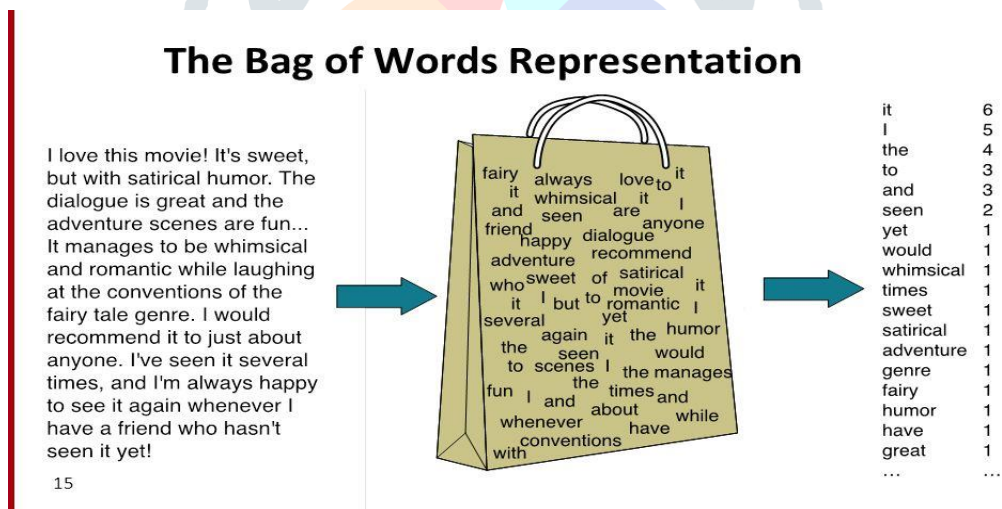 The Bag of Words Representation
I love this movie! It's sweet,
but with satirical humor. The
dialogue is great and the
adventure scenes are fun...
It manages to be whimsical
and romantic while laughing
at the conventions of the
fairy tale genre. I would
recommend it to just about
anyone. I've seen it several
times, and I'm always happy
to see it again whenever I
have a friend who hasn't
seen it yet!
15
fairy always love to it
it whimsical it I
and seen are anyone
friend happy dialogue
adventure recommend
who sweet of satirical
it I but to movie it
romantic I
several yet
again it the humor
the seen would
to scenes I the manages
fun the times and
I and about while
whenever have
with conventions
it 6
I 5
the 4
to 3
and 3
seen 2
yet 1
would 1
whimsical 1
times 1
sweet 1
satirical 1
adventure 1
genre 1
fairy 1
humor 1
have 1
great 1
... ...